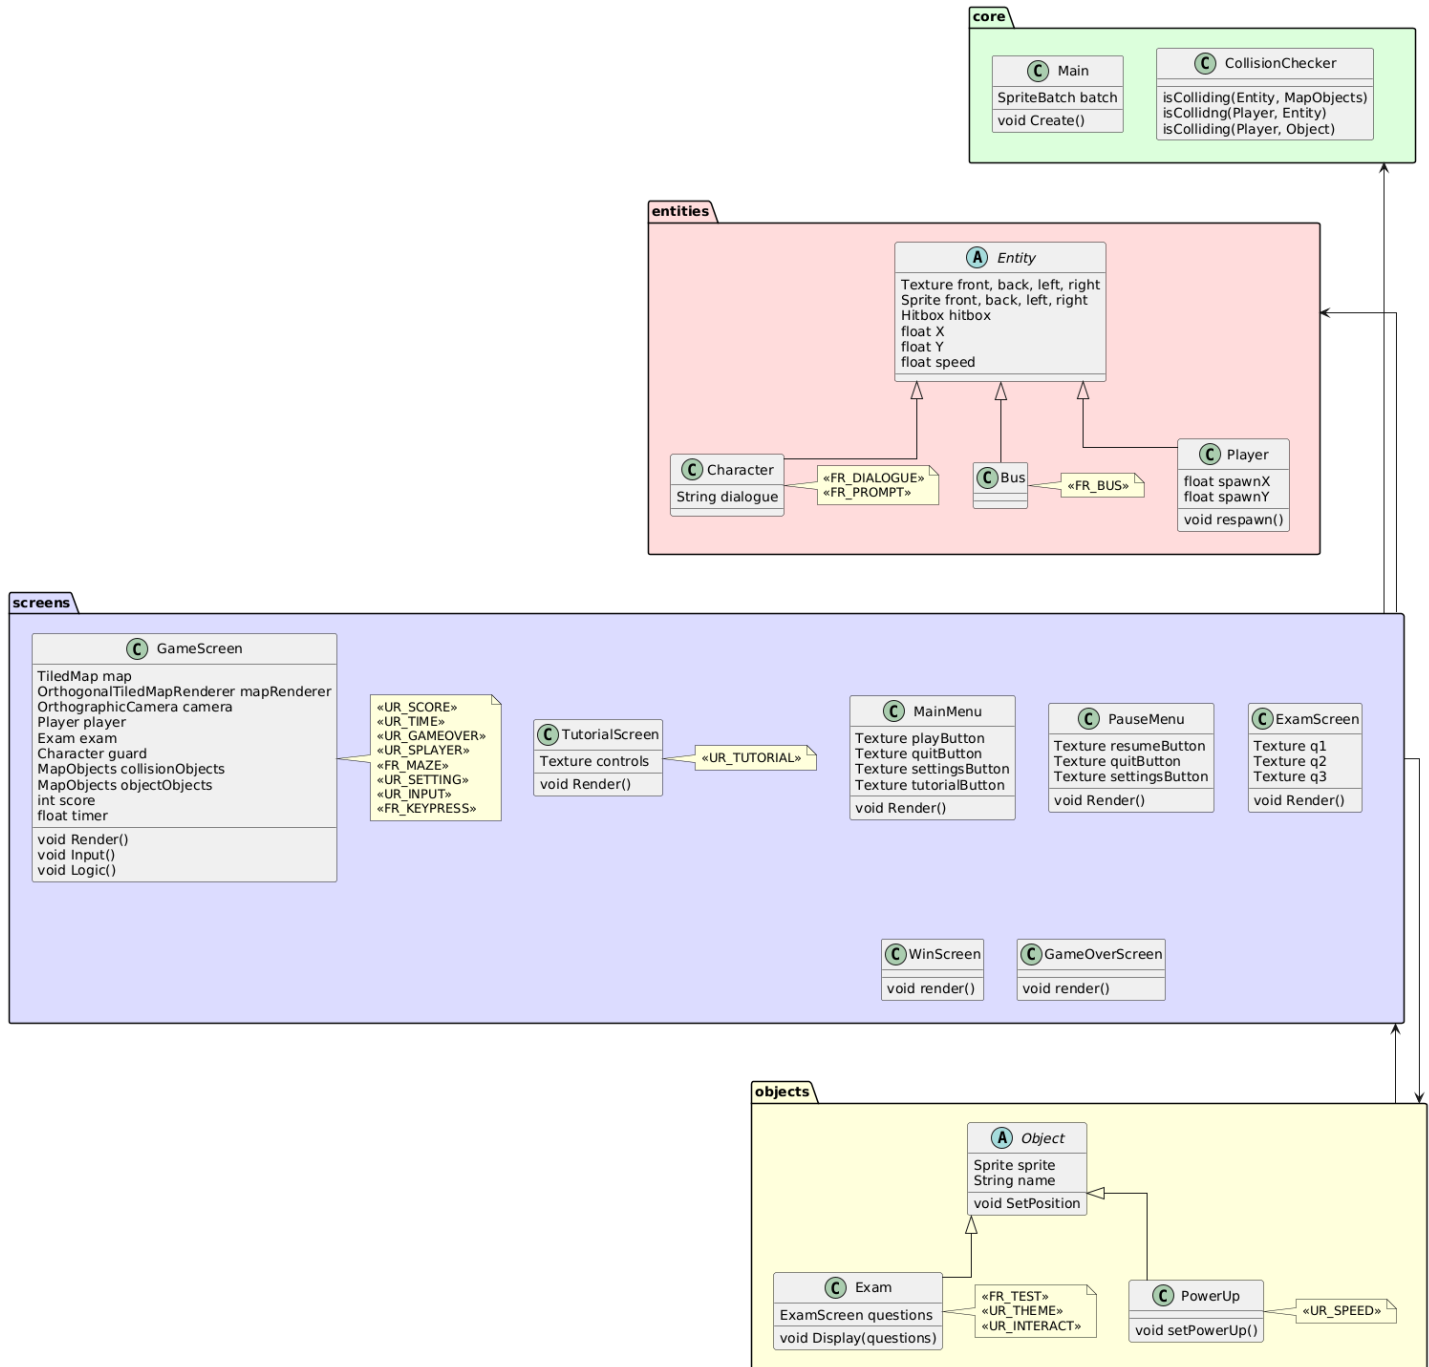 core
C Main
SpriteBatch batch
void Create()
C CollisionChecker
isColliding(Entity, MapObjects)
isCollidng(Player, Entity)
isColliding(Player, Object)
entities
A Entity
Texture front, back, left, right
Sprite front, back, left, right
Hitbox hitbox
float X
float Y
float speed
C Character
String dialogue
«FR_DIALOGUE»
«FR_PROMPT»
C Bus
«FR_BUS»
C Player
float spawnX
float spawnY
void respawn()
screens
C GameScreen
TiledMap map
OrthogonalTiledMapRenderer mapRenderer
OrthographicCamera camera
Player player
Exam exam
Character guard
MapObjects collisionObjects
MapObjects objectObjects
int score
float timer
void Render()
void Input()
void Logic()
«UR_SCORE»
«UR_TIME»
«UR_GAMEOVER»
«UR_SPLAYER»
«FR_MAZE»
«UR_SETTING»
«UR_INPUT»
«FR_KEYPRESS»
C TutorialScreen
Texture controls
void Render()
«UR_TUTORIAL»
C MainMenu
Texture playButton
Texture quitButton
Texture settingsButton
Texture tutorialButton
void Render()
C PauseMenu
Texture resumeButton
Texture quitButton
Texture settingsButton
void Render()
C ExamScreen
Texture q1
Texture q2
Texture q3
void Render()
C WinScreen
void render()
C GameOverScreen
void render()
objects
A Object
Sprite sprite
String name
void SetPosition
C Exam
ExamScreen questions
void Display(questions)
«FR_TEST»
«UR_THEME»
«UR_INTERACT»
C PowerUp
void setPowerUp()
«UR_SPEED»